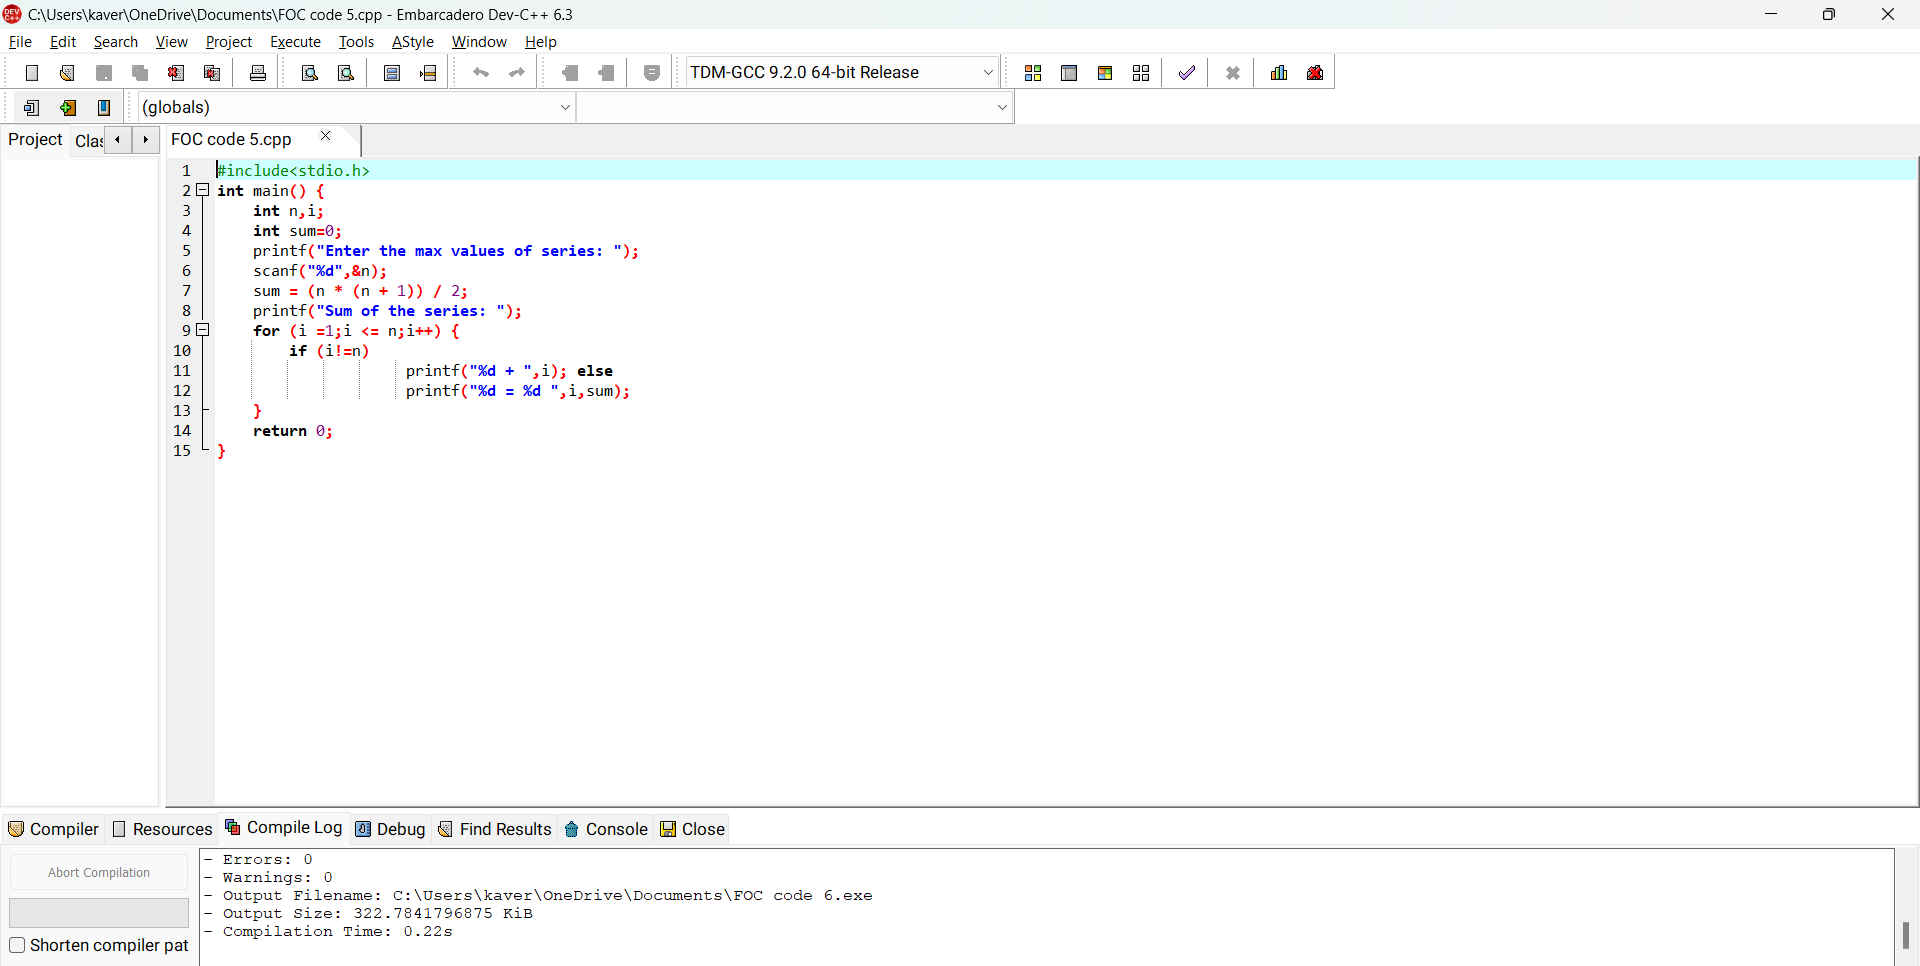 C:\Users\kaver\OneDrive\Documents\FOC code 5.cpp - Embarcadero Dev-C++ 6.3
File Edit Search View Project Execute Tools AStyle Window Help
TDM-GCC 9.2.0 64-bit Release
(globals)
Project Clas FOC code 5.cpp
1 #include<stdio.h>
2 int main() {
3 int n,i;
4 int sum=0;
5 printf("Enter the max values of series: ");
6 scanf("%d",&n);
7 sum = (n * (n + 1)) / 2;
8 printf("Sum of the series: ");
9 for (i =1;i <= n;i++) {
10 if (i!=n)
11 printf("%d + ",i); else
12 printf("%d = %d ",i,sum);
13 }
14 return 0;
15 }
Compiler Resources Compile Log Debug Find Results Console Close
Abort Compilation
Shorten compiler pat
- Errors: 0
- Warnings: 0
- Output Filename: C:\Users\kaver\OneDrive\Documents\FOC code 6.exe
- Output Size: 322.7841796875 KiB
- Compilation Time: 0.22s